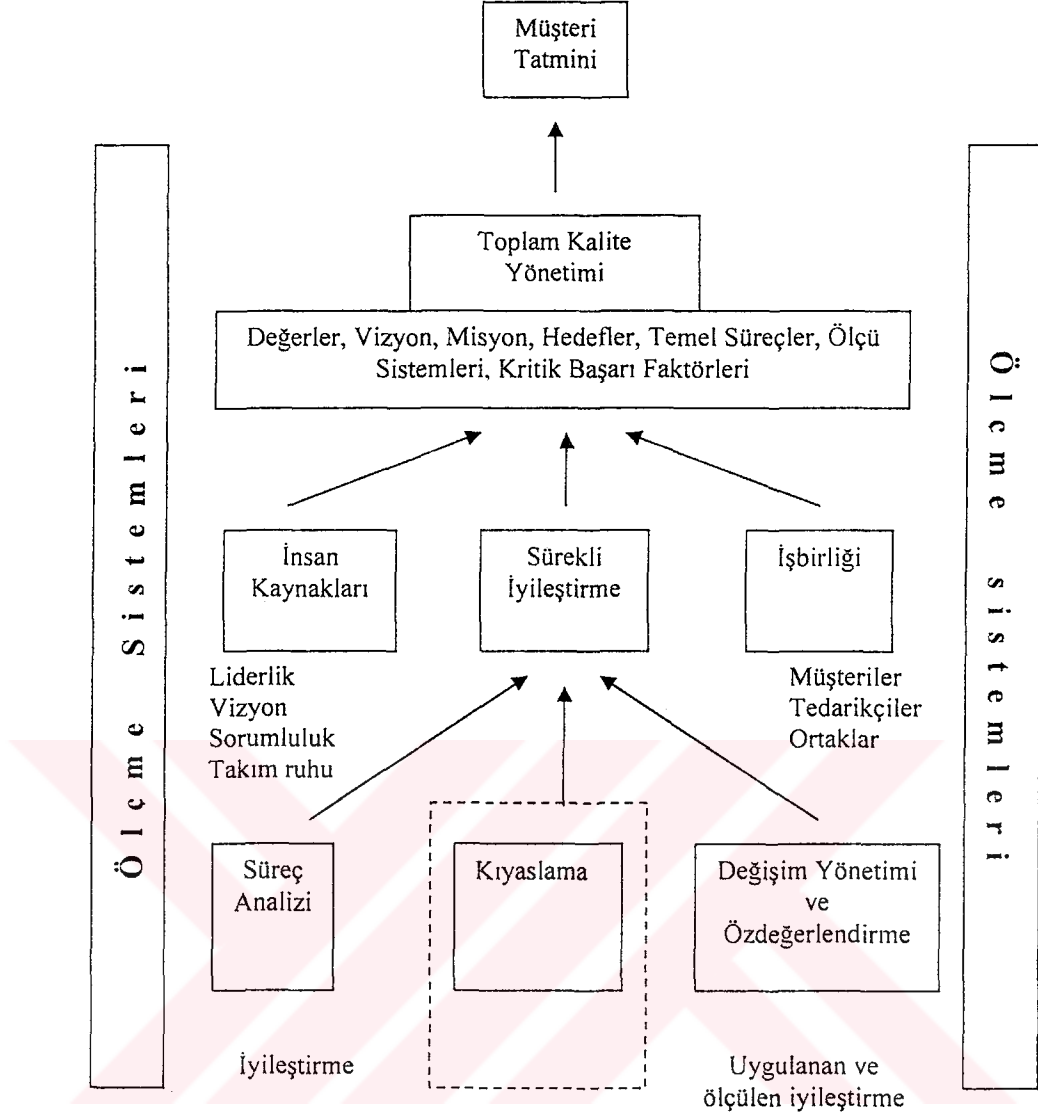 Müşteri
Tatmini
Toplam Kalite
Yönetimi
Değerler, Vizyon, Misyon, Hedefler, Temel Süreçler, Ölçü
Sistemleri, Kritik Başarı Faktörleri
Ölçme Sistemleri
Ölçme sistemleri
İnsan
Kaynakları
Sürekli
İyileştirme
İşbirliği
Liderlik
Vizyon
Sorumluluk
Takım ruhu
Müşteriler
Tedarikçiler
Ortaklar
Süreç
Analizi
Kıyaslama
Değişim Yönetimi
ve
Özdeğerlendirme
İyileştirme
Uygulanan ve
ölçülen iyileştirme